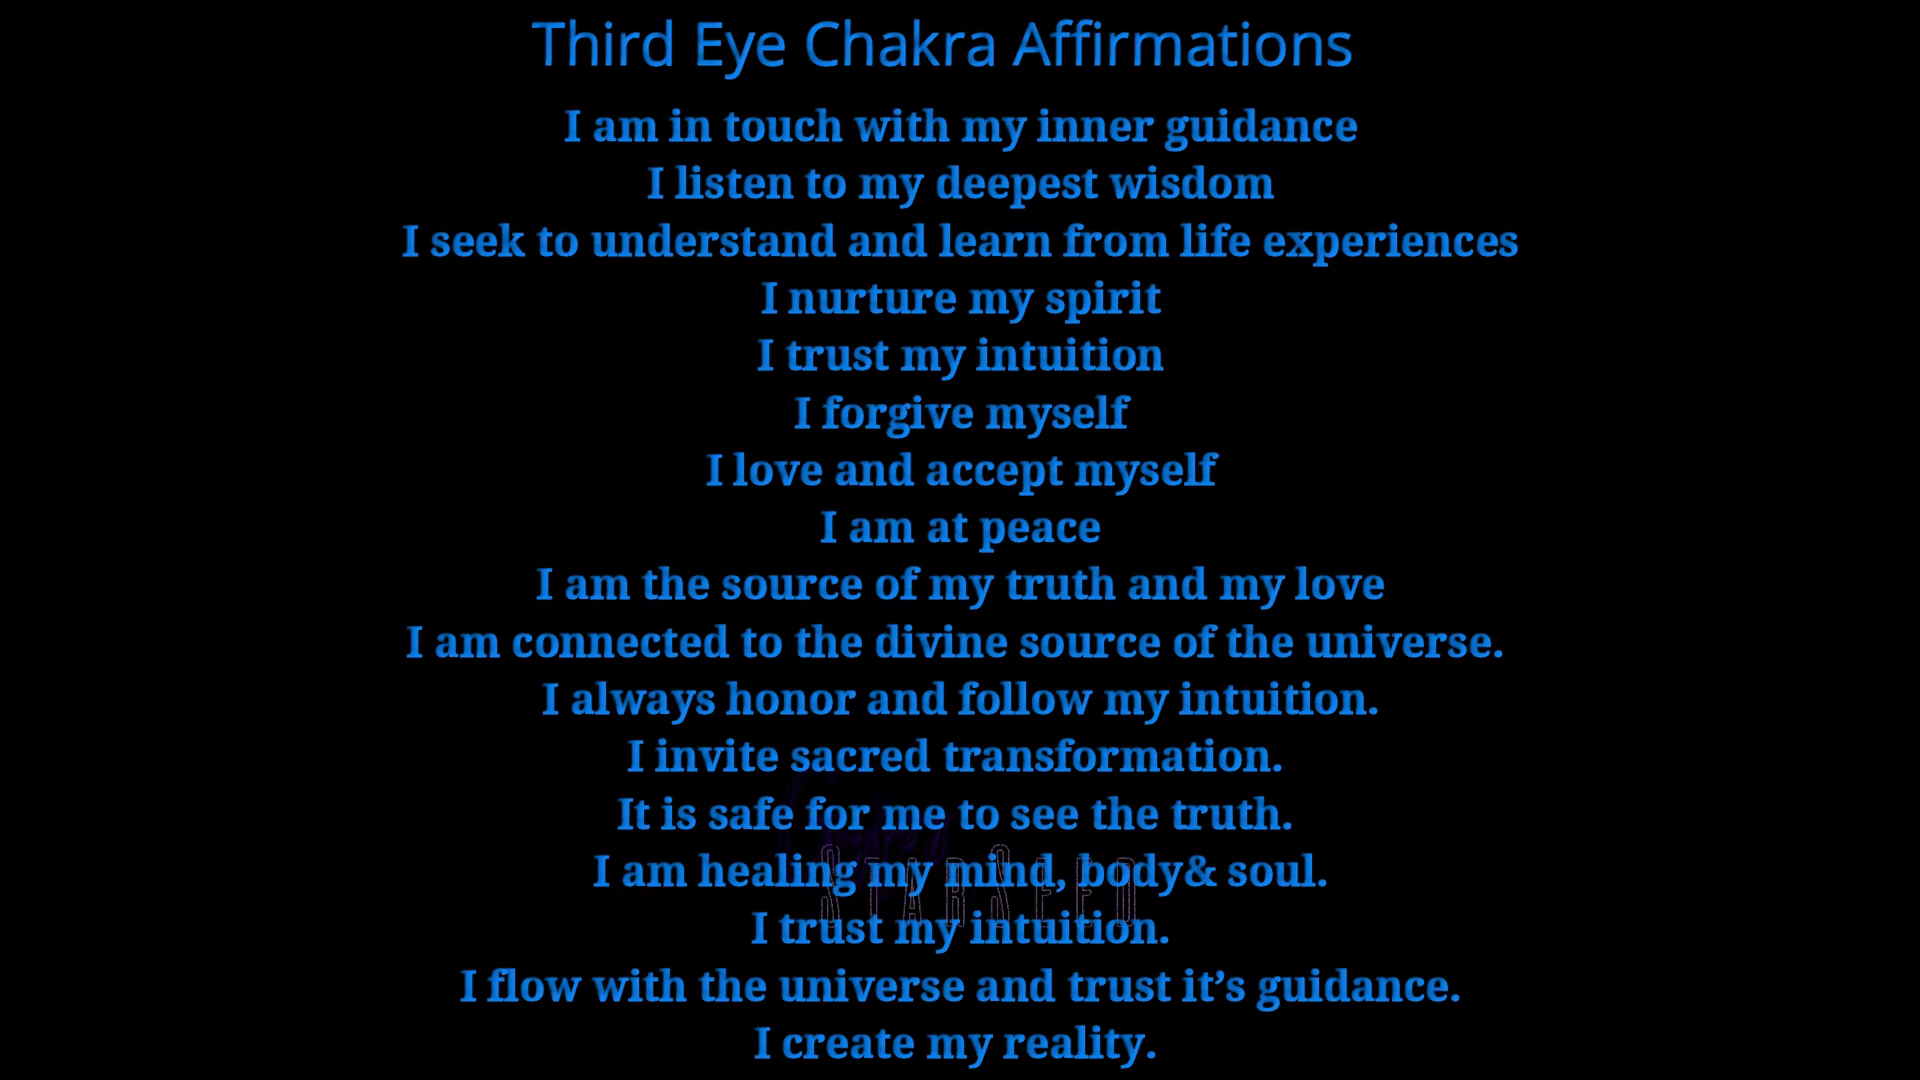 Third Eye Chakra Affirmations
I am in touch with my inner guidance
I listen to my deepest wisdom
I seek to understand and learn from life experiences
I nurture my spirit
I trust my intuition
I forgive myself
I love and accept myself
I am at peace
I am the source of my truth and my love
I am connected to the divine source of the universe.
I always honor and follow my intuition.
I invite sacred transformation.
It is safe for me to see the truth.
I am healing my mind, body& soul.
StarSeed
I trust my intuition.
I flow with the universe and trust it’s guidance.
I create my reality.